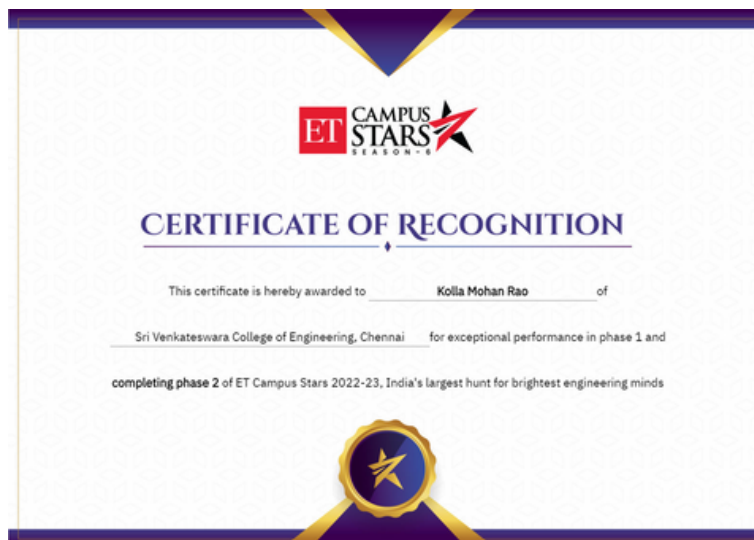 ET CAMPUS
STARS
SEASON - 6
CERTIFICATE OF RECOGNITION
This certificate is hereby awarded to Kolla Mohan Rao of
Sri Venkateswara College of Engineering, Chennai for exceptional performance in phase 1 and
completing phase 2 of ET Campus Stars 2022-23, India's largest hunt for brightest engineering minds